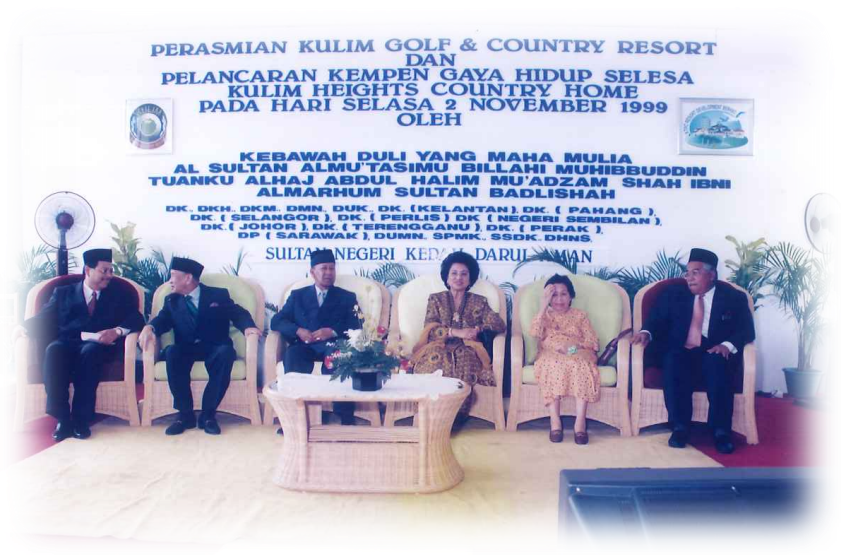 PERASMIAN KULIM GOLF & COUNTRY RESORT
DAN
PELANCARAN KEMPEN GAYA HIDUP SELESA
KULIM HEIGHTS COUNTRY HOME
PADA HARI SELASA 2 NOVEMBER 1999
OLEH
KEBAWAH DULI YANG MAHA MULIA
AL SULTAN ALMU'TASIMU BILLAHI MUHIBBUDDIN
TUANKU ALHAJ ABDUL HALIM MU'ADZAM SHAH IBNI
ALMARHUM SULTAN BADLISHAH
DK., DKH., DKM., DMN., DUK., DK. (KELANTAN), DK. ( PAHANG ),
DK. ( SELANGOR ), DK. ( PERLIS ) DK ( NEGERI SEMBILAN ),
DK. ( JOHOR ), DK. ( TERENGGANU ), DK. ( PERAK ),
DP ( SARAWAK ), DUMN., SPMK., SSDK., DHNS.,
SULTAN NEGERI KEDAH DARUL AMAN